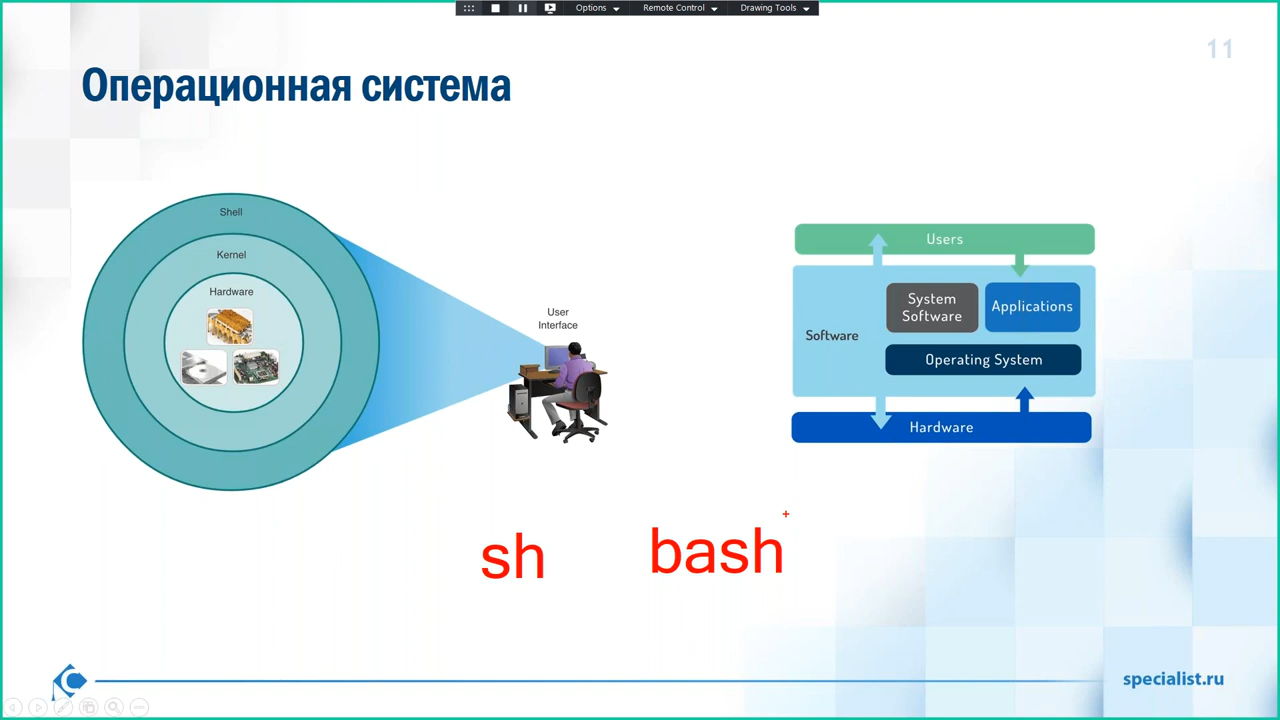 Options
Remote Control
Drawing Tools
11
Операционная система
Shell
Kernel
Hardware
User
Interface
Users
System
Software
Applications
Software
Operating System
Hardware
sh
bash
specialist.ru